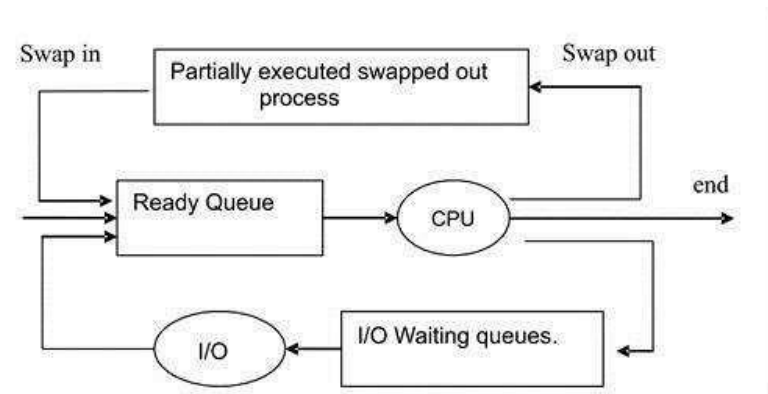 Swap in
Partially executed swapped out
process
Swap out
Ready Queue
CPU
end
I/O
I/O Waiting queues.